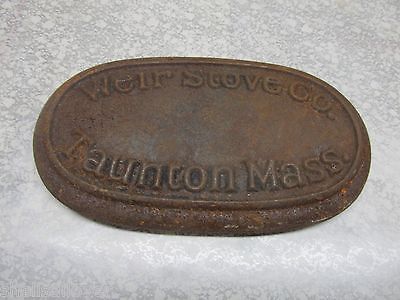 Weir Stove Co.
Taunton Mass.